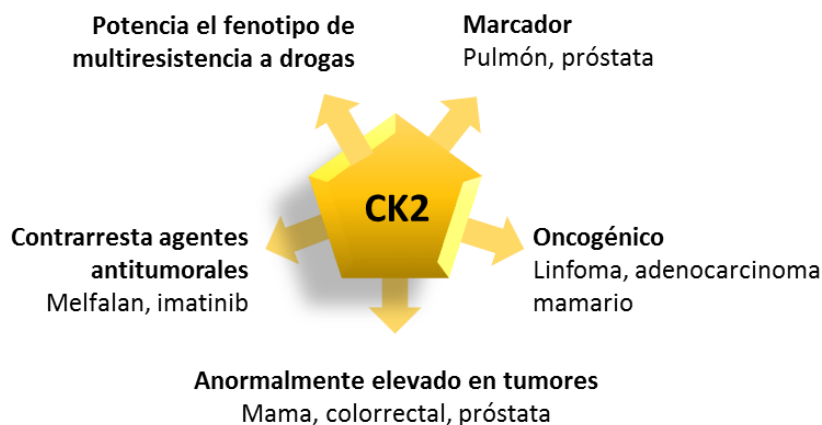 Potencia el fenotipo de
multiresistencia a drogas
Marcador
Pulmón, próstata
CK2
Contrarresta agentes
antitumorales
Melfalan, imatinib
Oncogénico
Linfoma, adenocarcinoma
mamario
Anormalmente elevado en tumores
Mama, colorrectal, próstata